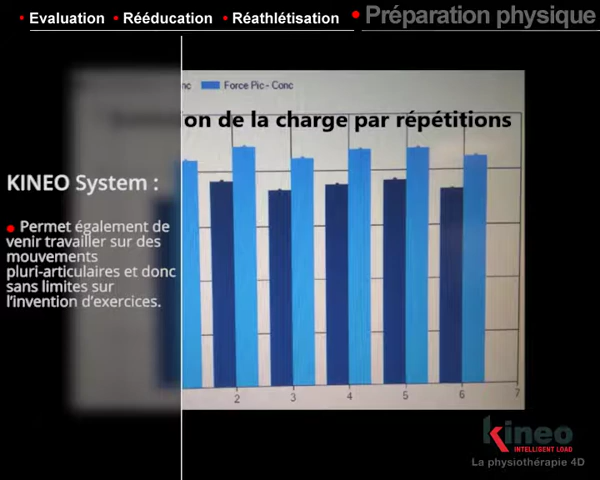 • Evaluation • Rééducation • Réathlétisation • Préparation physique
nc Force Pic - Conc
on de la charge par répétitions
KINEO System :
• Permet également de
venir travailler sur des
mouvements
pluri-articulaires et donc
sans limites sur
l'invention d'exercices.
2 3 4 5 6 7
kineo
INTELLIGENT LOAD
La physiothérapie 4D